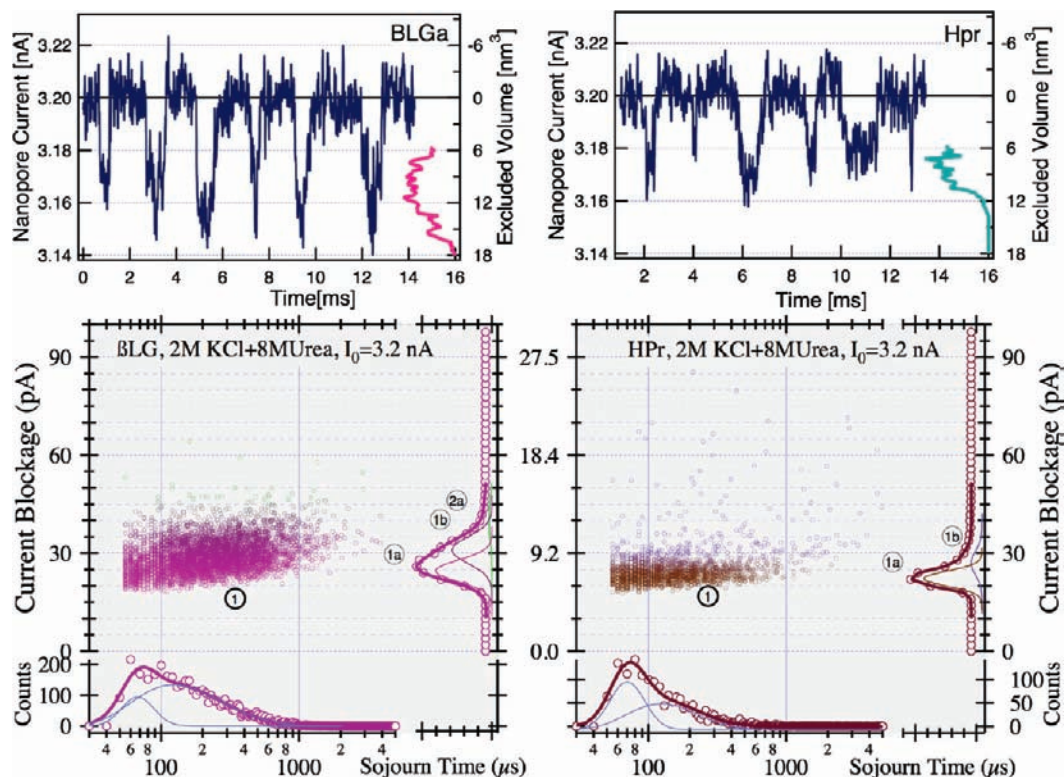 BLGa
Nanopore Current [nA]
3.22
3.20
3.18
3.16
3.14
-6
0
6
12
18
Excluded Volume [nm³]
0 2 4 6 8 10 12 14 16
Time[ms]
Hpr
Nanopore Current [nA]
3.22
3.20
3.18
3.16
3.14
-6
0
6
12
18
Excluded Volume [nm³]
2 4 6 8 10 12 14 16
Time [ms]
ßLG, 2M KCl+8MUrea, I₀=3.2 nA
Current Blockage (pA)
90
60
30
0
2a
1b
1a
1
Counts
200
100
0
4 6 8 2 4 6 8 2 4
100 1000 Sojourn Time (μs)
HPr, 2M KCl+8MUrea, I₀=3.2 nA
27.5
18.4
9.2
0.0
1b
1a
1
90
60
30
0
Current Blockage (pA)
100
50
0
Counts
4 6 8 2 4 6 8 2 4
100 1000 Sojourn Time (μs)